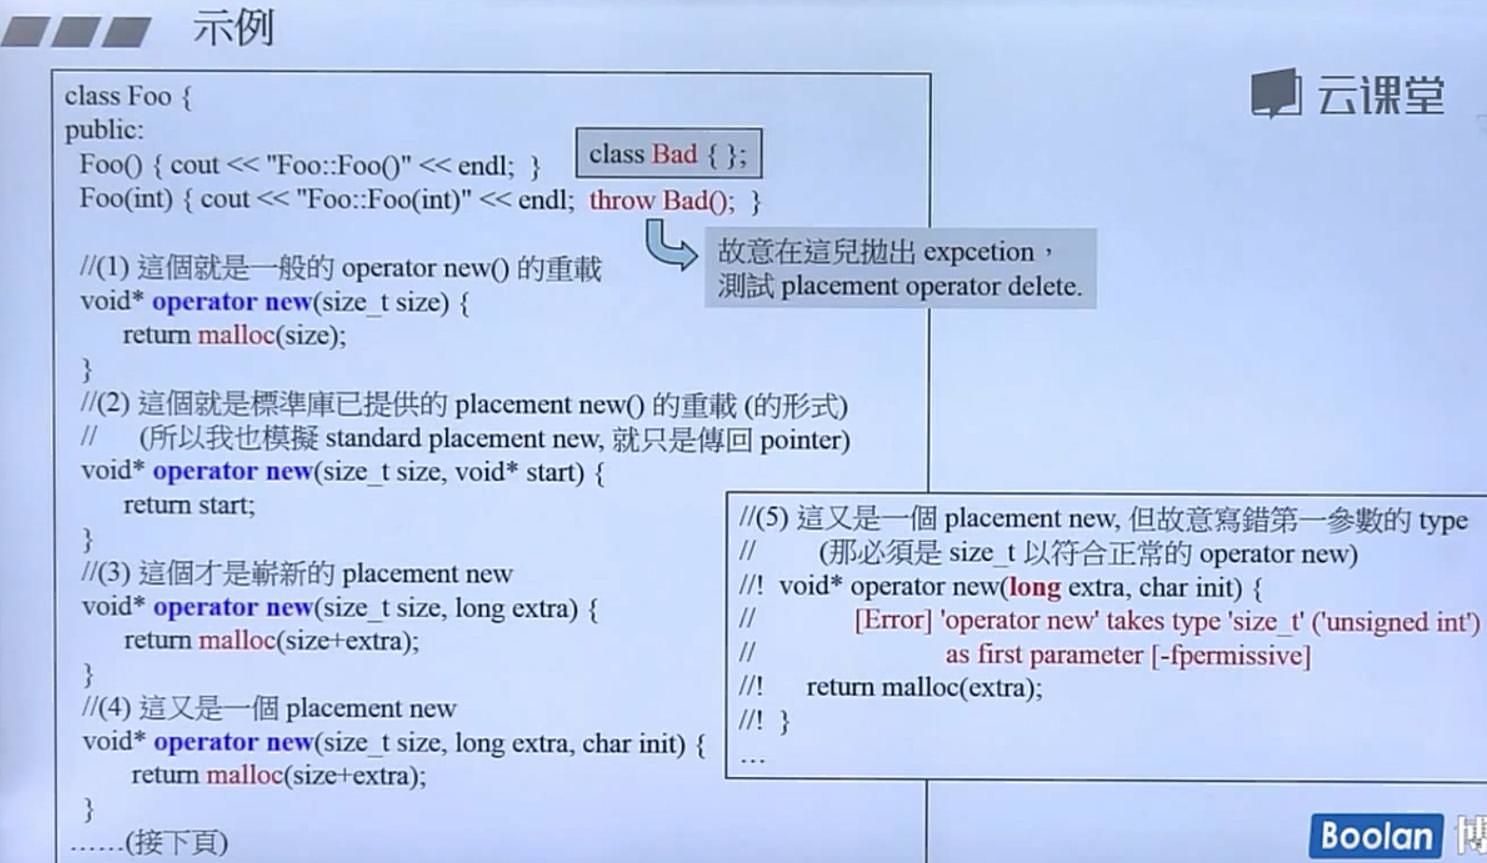 示例
云课堂
class Foo {
public:
Foo() { cout << "Foo::Foo()" << endl; }
class Bad { };
Foo(int) { cout << "Foo::Foo(int)" << endl; throw Bad(); }
故意在這兒拋出 expcetion，
測試 placement operator delete.
//(1) 這個就是一般的 operator new() 的重載
void* operator new(size_t size) {
return malloc(size);
}
//(2) 這個就是標準庫已提供的 placement new() 的重載 (的形式)
// (所以我也模擬 standard placement new, 就只是傳回 pointer)
void* operator new(size_t size, void* start) {
return start;
}
//(3) 這個才是嶄新的 placement new
void* operator new(size_t size, long extra) {
return malloc(size+extra);
}
//(4) 這又是一個 placement new
void* operator new(size_t size, long extra, char init) {
return malloc(size+extra);
}
……(接下頁)
//(5) 這又是一個 placement new, 但故意寫錯第一參數的 type
// (那必須是 size_t 以符合正常的 operator new)
//! void* operator new(long extra, char init) {
// [Error] 'operator new' takes type 'size_t' ('unsigned int')
// as first parameter [-fpermissive]
//! return malloc(extra);
//! }
…
Boolan 博